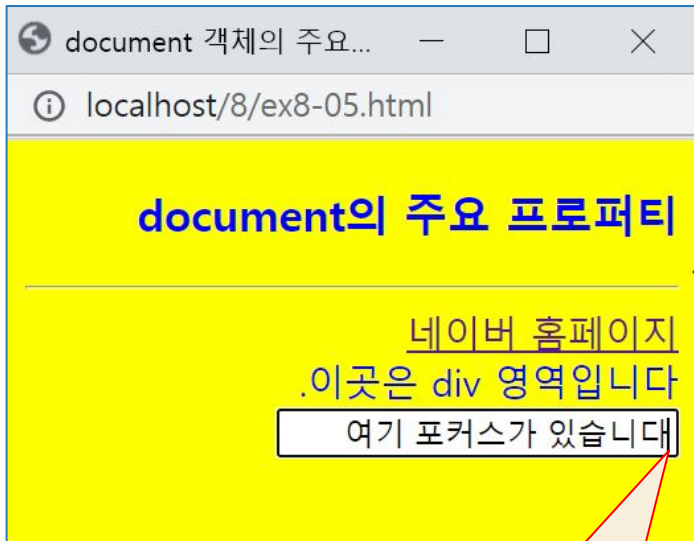 document 객체의 주요...
localhost/8/ex8-05.html
document의 주요 프로퍼티
네이버 홈페이지
.이곳은 div 영역입니다
여기 포커스가 있습니다